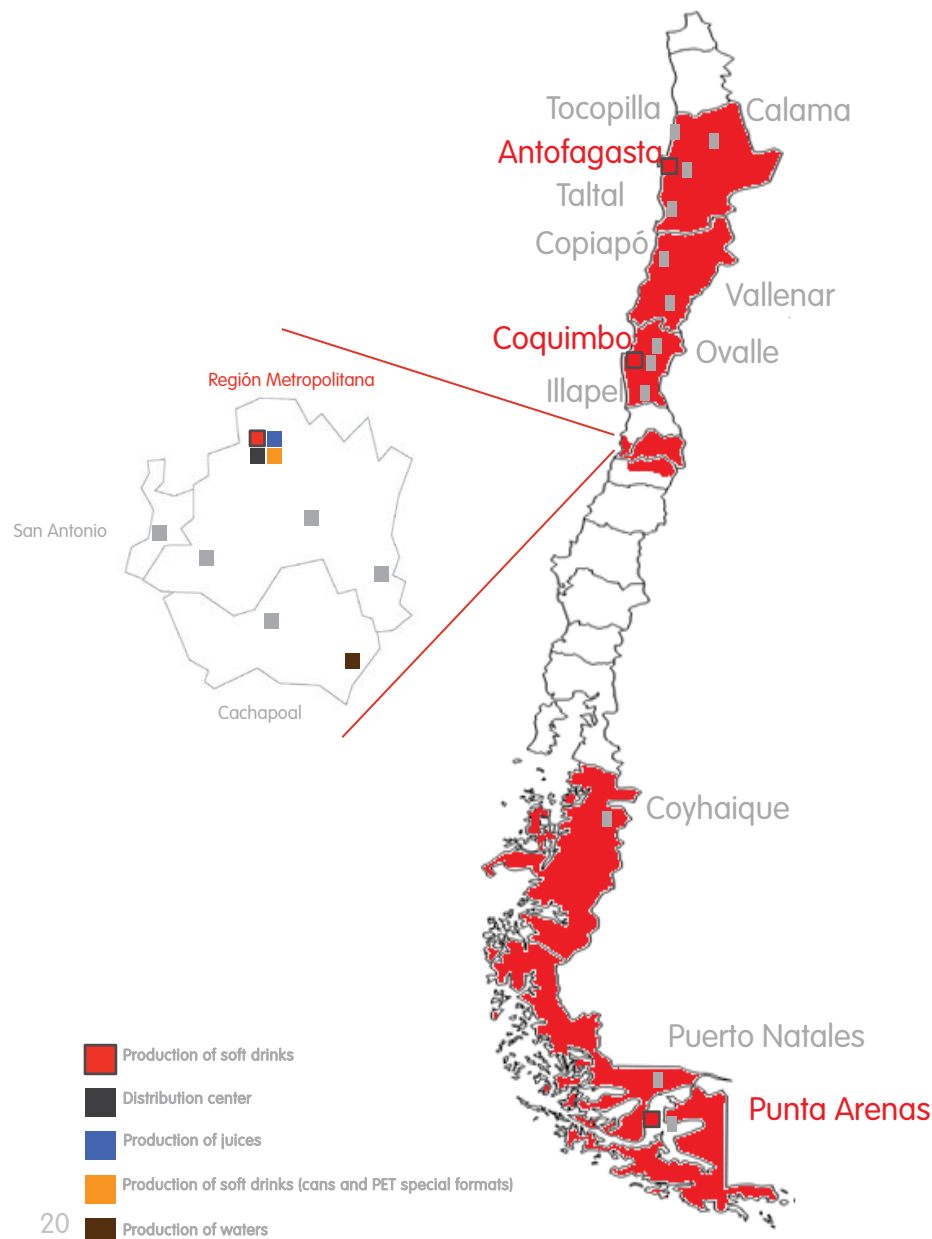 Tocopilla
Calama
Antofagasta
Taltal
Copiapó
Vallenar
Coquimbo
Ovalle
Illapel
Región Metropolitana
San Antonio
Cachapoal
Coyhaique
Puerto Natales
Punta Arenas
Production of soft drinks
Distribution center
Production of juices
Production of soft drinks (cans and PET special formats)
Production of waters
20